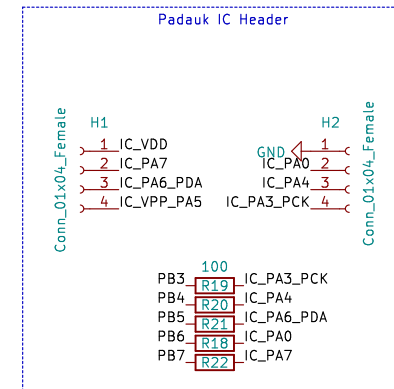 Padauk IC Header
H1
Conn_01x04_Female
1 IC_VDD
2 IC_PA7
3 IC_PA6_PDA
4 IC_VPP_PA5
H2
Conn_01x04_Female
GND 1
IC_PA0 2
IC_PA4 3
IC_PA3_PCK 4
100
PB3 R19 IC_PA3_PCK
PB4 R20 IC_PA4
PB5 R21 IC_PA6_PDA
PB6 R18 IC_PA0
PB7 R22 IC_PA7